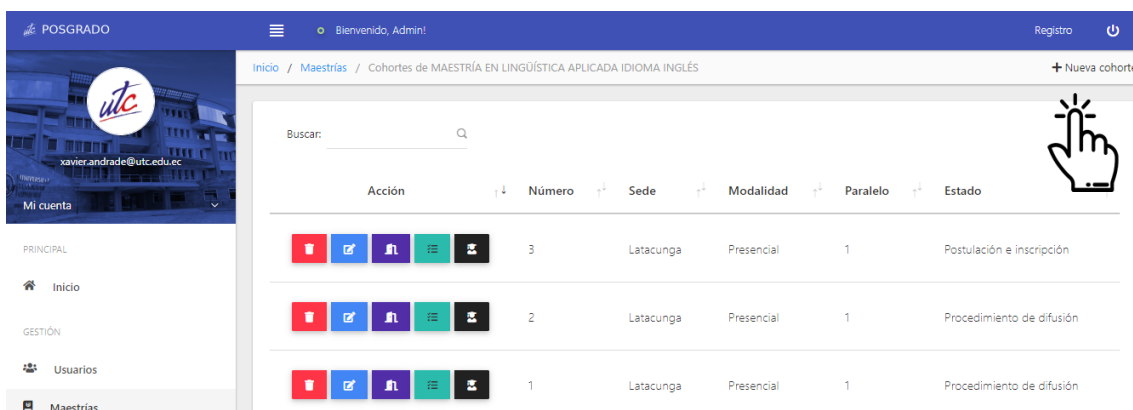 utc POSGRADO
Bienvenido, Admin!
Registro
Inicio / Maestrías / Cohortes de MAESTRÍA EN LINGÜÍSTICA APLICADA IDIOMA INGLÉS
+ Nueva cohorte
utc
xavier.andrade@utc.edu.ec
Mi cuenta
Buscar:
Acción Número Sede Modalidad Paralelo Estado
3 Latacunga Presencial 1 Postulación e inscripción
2 Latacunga Presencial 1 Procedimiento de difusión
1 Latacunga Presencial 1 Procedimiento de difusión
PRINCIPAL
Inicio
GESTIÓN
Usuarios
Maestrías